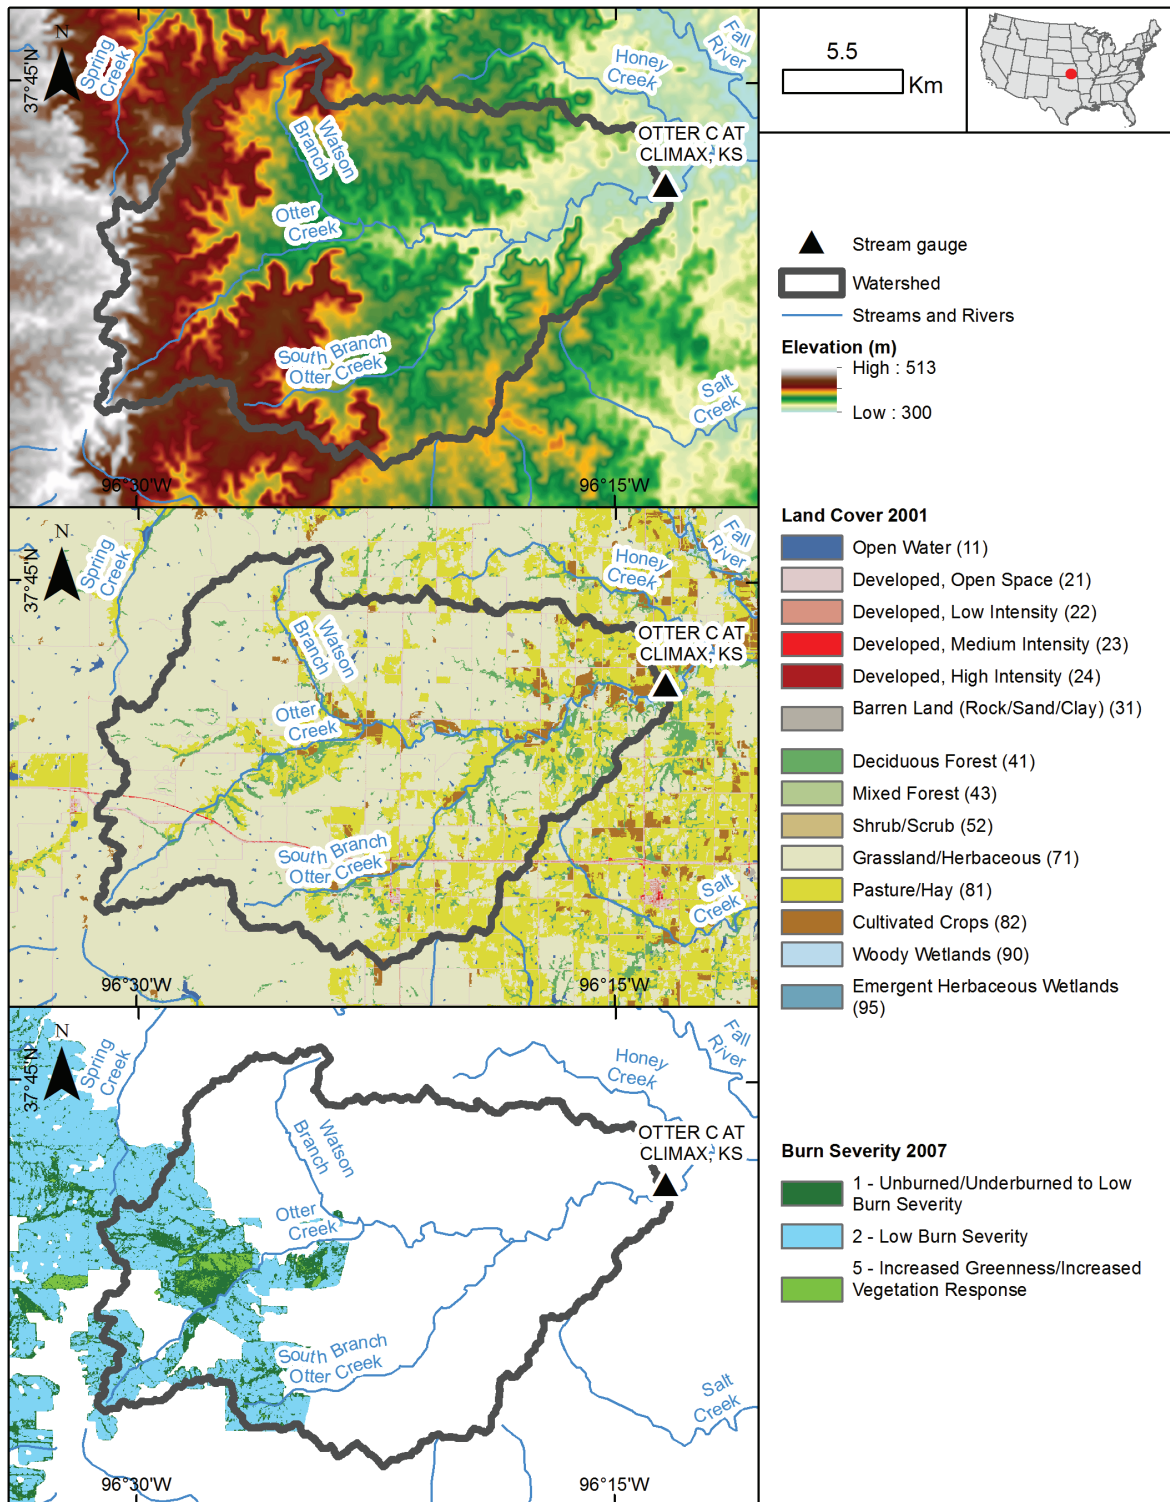 N
37°45'N
Spring
Creek
Watson
Branch
Honey
Creek
Fall
River
OTTER C AT
CLIMAX, KS
Otter
Creek
South Branch
Otter Creek
Salt
Creek
96°30'W
96°15'W
5.5
Km
Stream gauge
Watershed
Streams and Rivers
Elevation (m)
High : 513
Low : 300
N
37°45'N
Spring
Creek
Watson
Branch
Honey
Creek
Fall
River
OTTER C AT
CLIMAX, KS
Otter
Creek
South Branch
Otter Creek
Salt
Creek
96°30'W
96°15'W
Land Cover 2001
Open Water (11)
Developed, Open Space (21)
Developed, Low Intensity (22)
Developed, Medium Intensity (23)
Developed, High Intensity (24)
Barren Land (Rock/Sand/Clay) (31)
Deciduous Forest (41)
Mixed Forest (43)
Shrub/Scrub (52)
Grassland/Herbaceous (71)
Pasture/Hay (81)
Cultivated Crops (82)
Woody Wetlands (90)
Emergent Herbaceous Wetlands
(95)
N
37°45'N
Spring
Creek
Watson
Branch
Honey
Creek
Fall
River
OTTER C AT
CLIMAX, KS
Otter
Creek
South Branch
Otter Creek
Salt
Creek
96°30'W
96°15'W
Burn Severity 2007
1 - Unburned/Underburned to Low
Burn Severity
2 - Low Burn Severity
5 - Increased Greenness/Increased
Vegetation Response